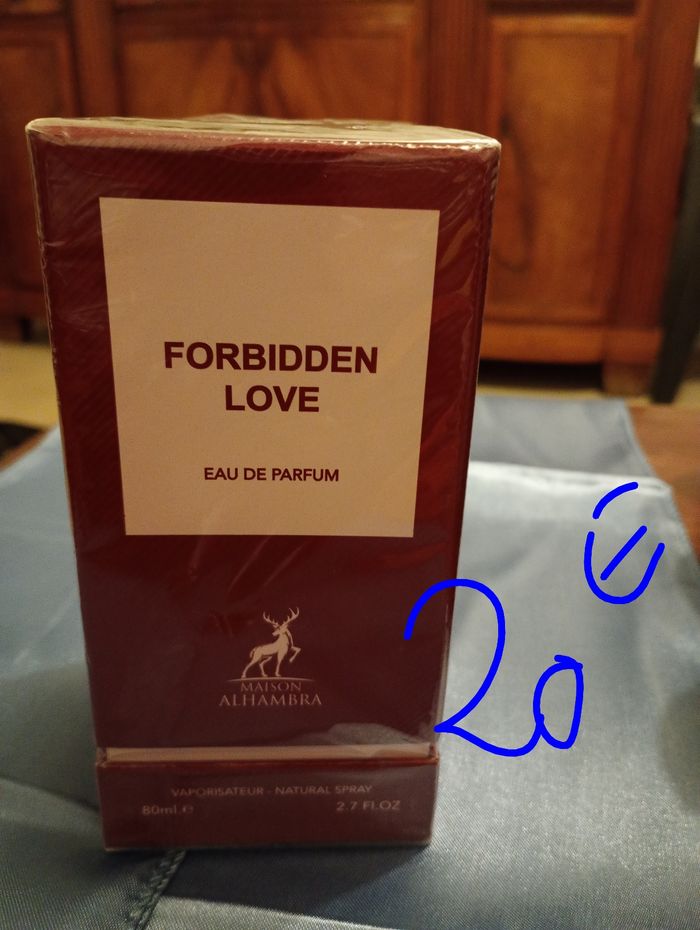 FORBIDDEN
LOVE
EAU DE PARFUM
MAISON
ALHAMBRA
VAPORISATEUR - NATURAL SPRAY
80mL℮ 2.7 Fl.OZ
20 €